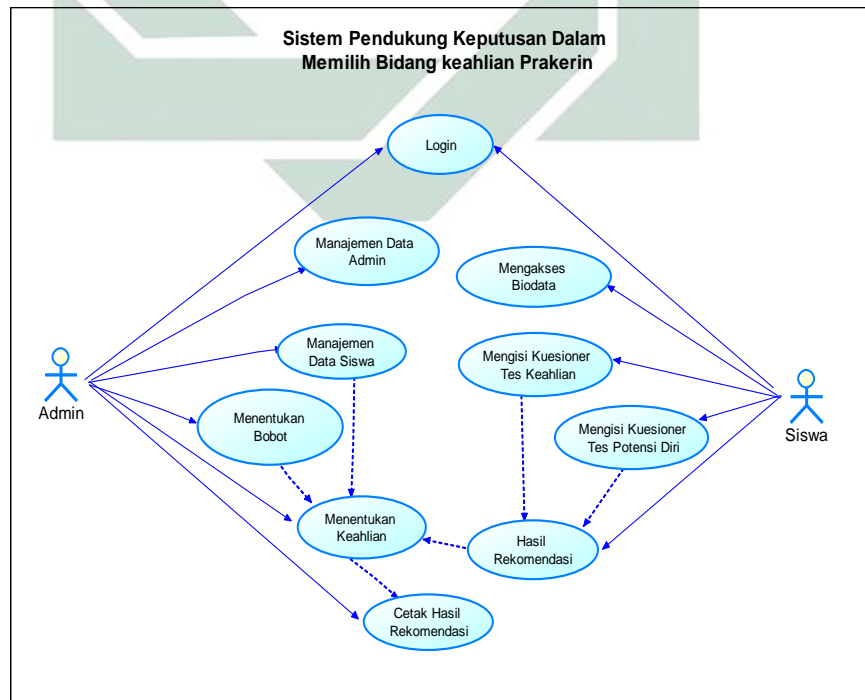 Sistem Pendukung Keputusan Dalam
Memilih Bidang keahlian Prakerin
Login
Manajemen Data
Admin
Mengakses
Biodata
Manajemen
Data Siswa
Mengisi Kuesioner
Tes Keahlian
Admin
Menentukan
Bobot
Mengisi Kuesioner
Tes Potensi Diri
Siswa
Menentukan
Keahlian
Hasil
Rekomendasi
Cetak Hasil
Rekomendasi